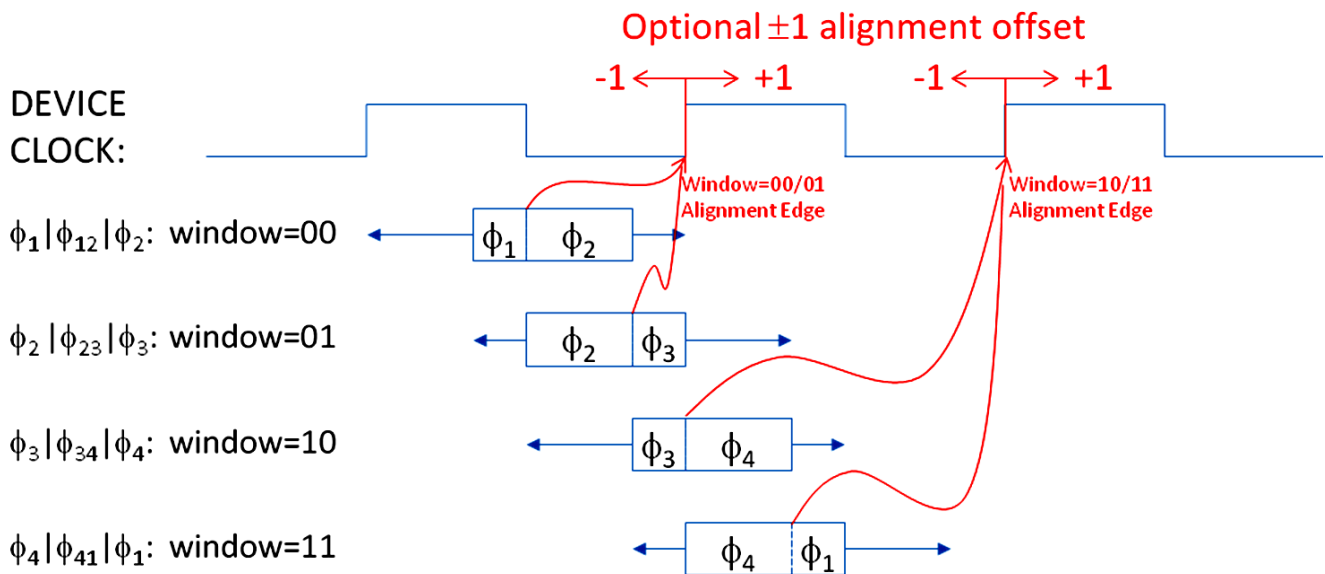 Optional ±1 alignment offset
-1 +1 -1 +1
DEVICE
CLOCK:
Window=00/01
Alignment Edge
Window=10/11
Alignment Edge
ϕ1|ϕ12|ϕ2: window=00
ϕ1 ϕ2
ϕ2|ϕ23|ϕ3: window=01
ϕ2 ϕ3
ϕ3|ϕ34|ϕ4: window=10
ϕ3 ϕ4
ϕ4|ϕ41|ϕ1: window=11
ϕ4 ϕ1